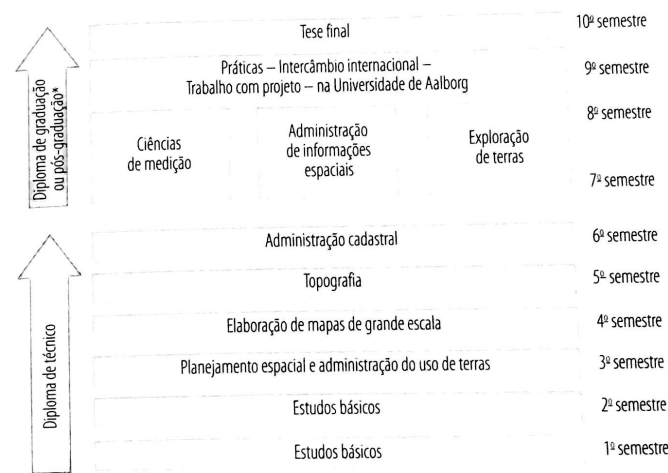 Tese final
10º semestre
Práticas – Intercâmbio internacional –
Trabalho com projeto – na Universidade de Aalborg
9º semestre
8º semestre
Ciências
de medição
Administração
de informações
espaciais
Exploração
de terras
7º semestre
Diploma de graduação
ou pós-graduação*
Administração cadastral
6º semestre
Topografia
5º semestre
Elaboração de mapas de grande escala
4º semestre
Planejamento espacial e administração do uso de terras
3º semestre
Estudos básicos
2º semestre
Estudos básicos
1º semestre
Diploma de técnico